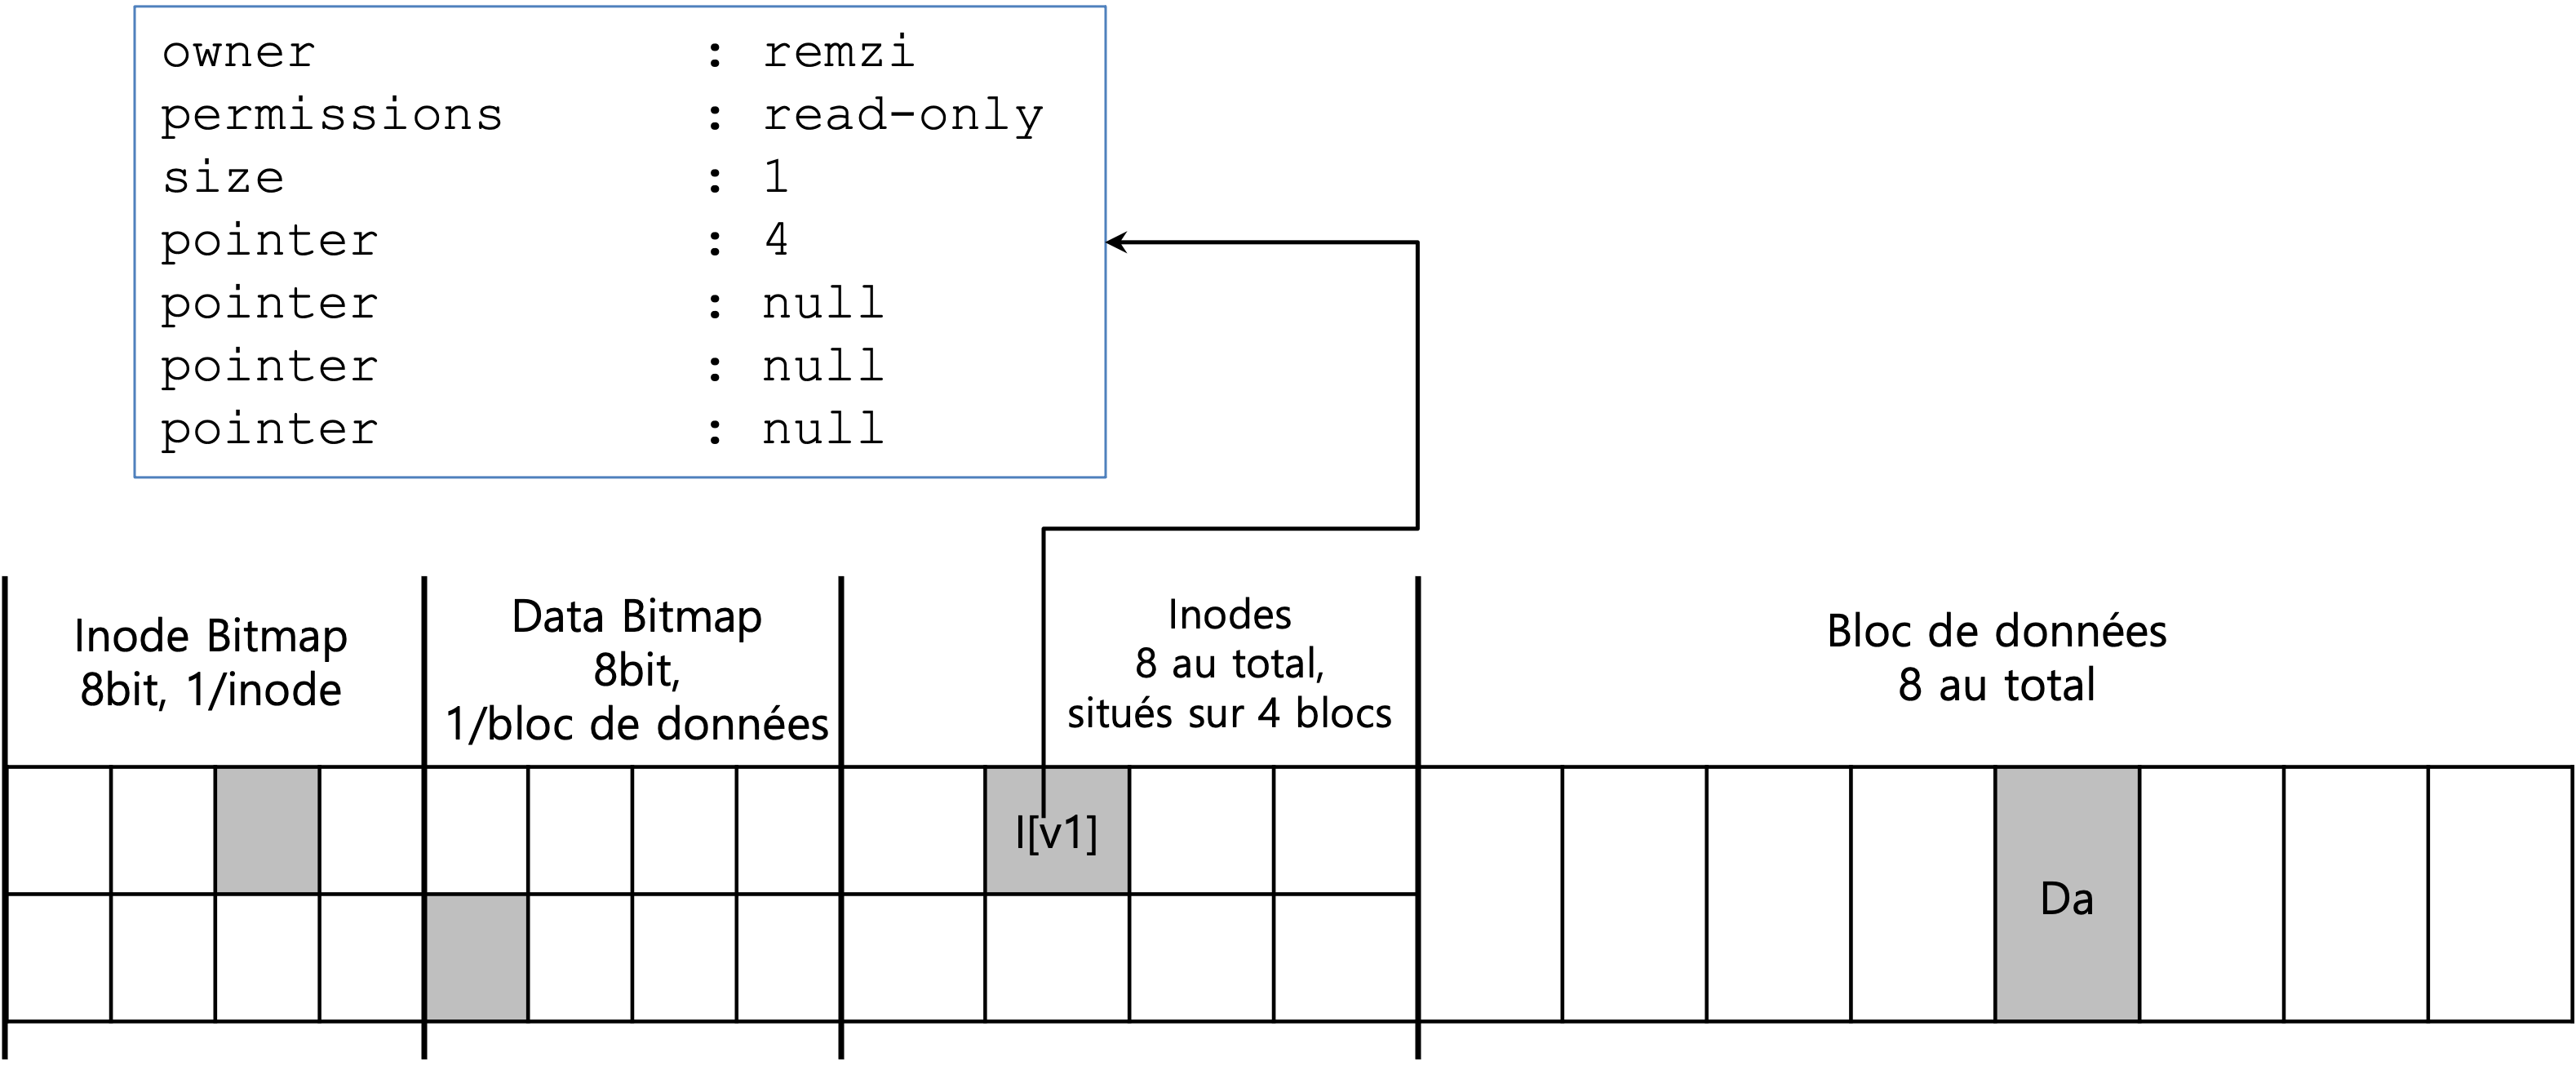 owner : remzi
permissions : read-only
size : 1
pointer : 4
pointer : null
pointer : null
pointer : null
Inode Bitmap
8bit, 1/inode
Data Bitmap
8bit,
1/bloc de données
Inodes
8 au total,
situés sur 4 blocs
Bloc de données
8 au total
I[v1]
Da